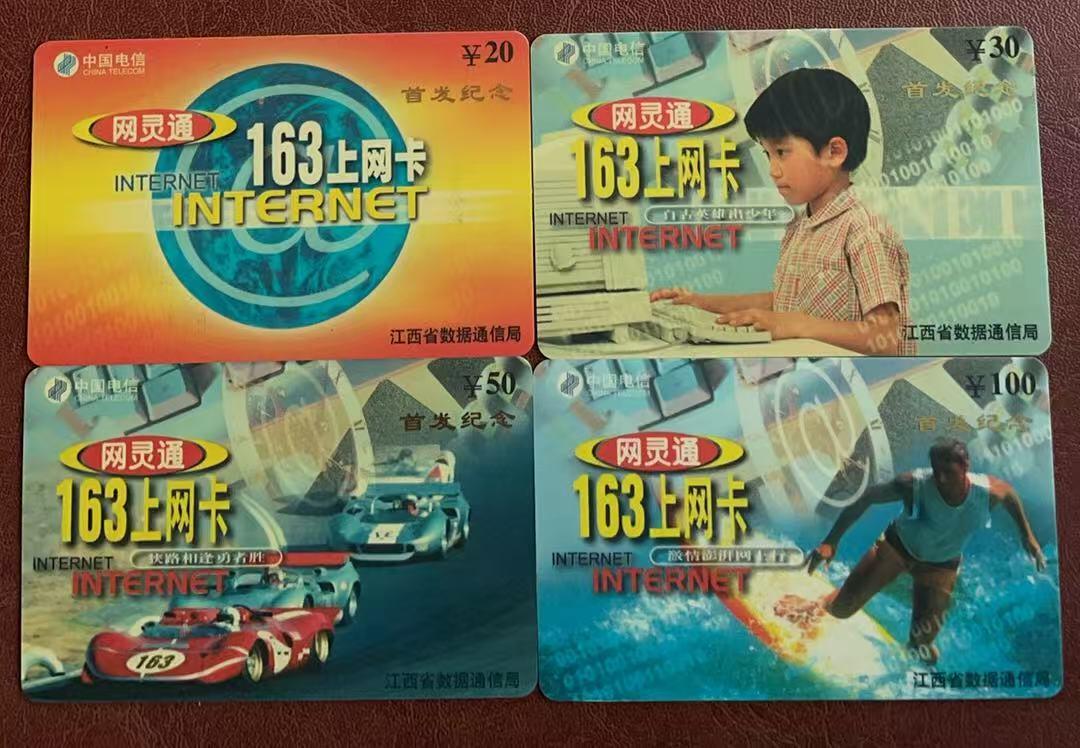 中国电信
CHINA TELECOM
¥20
首发纪念
网灵通
163上网卡
INTERNET
INTERNET
江西省数据通信局
中国电信
CHINA TELECOM
¥30
首发纪念
网灵通
163上网卡
INTERNET
自古英雄出少年
INTERNET
NET
江西省数据通信局
中国电信
CHINA TELECOM
¥50
首发纪念
网灵通
163上网卡
INTERNET
狭路相逢勇者胜
INTERNET
163
江西省数据通信局
中国电信
CHINA TELECOM
¥100
首发纪念
网灵通
163上网卡
INTERNET
激情澎湃网上行
INTERNET
江西省数据通信局